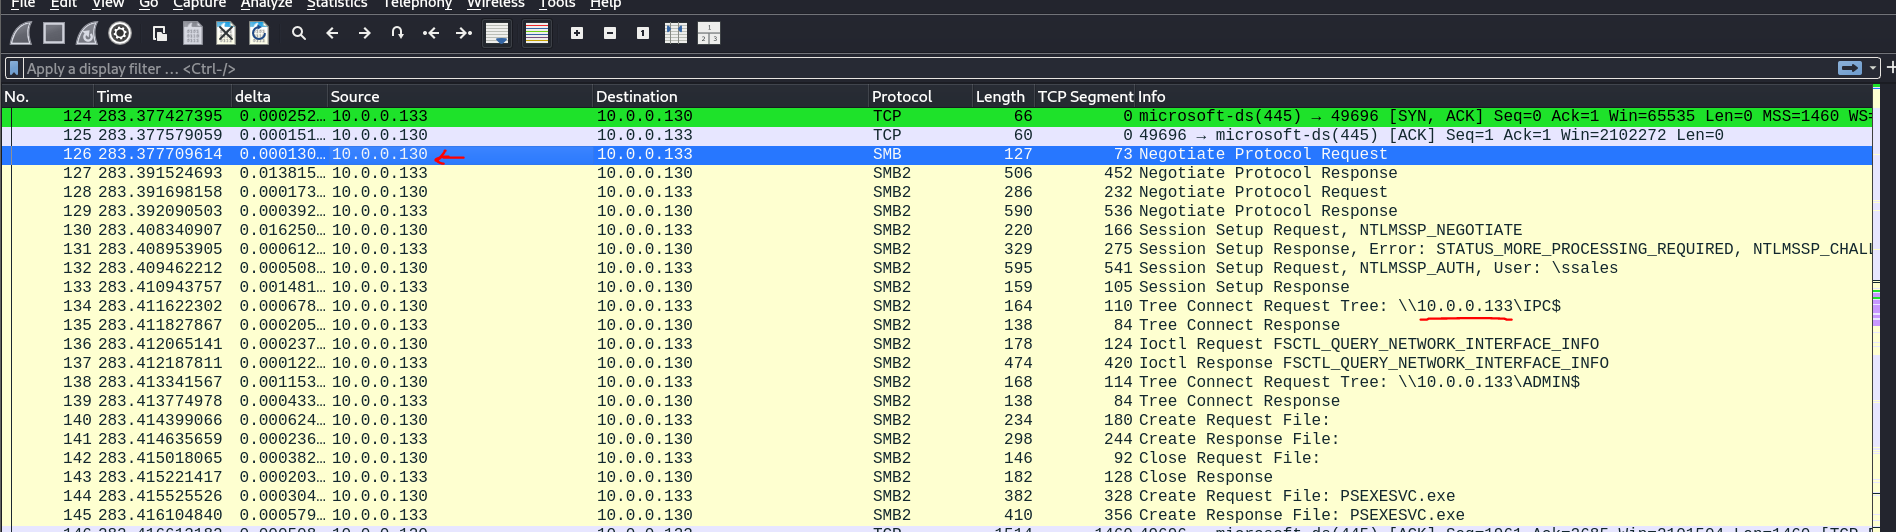 File Edit View Go Capture Analyze Statistics Telephony Wireless Tools Help
Apply a display filter … <Ctrl-/>
No. Time delta Source Destination Protocol Length TCP Segment Info
124 283.377427395 0.000252… 10.0.0.133 10.0.0.130 TCP 66 0 microsoft-ds(445) → 49696 [SYN, ACK] Seq=0 Ack=1 Win=65535 Len=0 MSS=1460 WS=
125 283.377579059 0.000151… 10.0.0.130 10.0.0.133 TCP 60 0 49696 → microsoft-ds(445) [ACK] Seq=1 Ack=1 Win=2102272 Len=0
126 283.377709614 0.000130… 10.0.0.130 10.0.0.133 SMB 127 73 Negotiate Protocol Request
127 283.391524693 0.013815… 10.0.0.133 10.0.0.130 SMB2 506 452 Negotiate Protocol Response
128 283.391698158 0.000173… 10.0.0.130 10.0.0.133 SMB2 286 232 Negotiate Protocol Request
129 283.392090503 0.000392… 10.0.0.133 10.0.0.130 SMB2 590 536 Negotiate Protocol Response
130 283.408340907 0.016250… 10.0.0.130 10.0.0.133 SMB2 220 166 Session Setup Request, NTLMSSP_NEGOTIATE
131 283.408953905 0.000612… 10.0.0.133 10.0.0.130 SMB2 329 275 Session Setup Response, Error: STATUS_MORE_PROCESSING_REQUIRED, NTLMSSP_CHALL
132 283.409462212 0.000508… 10.0.0.130 10.0.0.133 SMB2 595 541 Session Setup Request, NTLMSSP_AUTH, User: \ssales
133 283.410943757 0.001481… 10.0.0.133 10.0.0.130 SMB2 159 105 Session Setup Response
134 283.411622302 0.000678… 10.0.0.130 10.0.0.133 SMB2 164 110 Tree Connect Request Tree: \\10.0.0.133\IPC$
135 283.411827867 0.000205… 10.0.0.133 10.0.0.130 SMB2 138 84 Tree Connect Response
136 283.412065141 0.000237… 10.0.0.130 10.0.0.133 SMB2 178 124 Ioctl Request FSCTL_QUERY_NETWORK_INTERFACE_INFO
137 283.412187811 0.000122… 10.0.0.133 10.0.0.130 SMB2 474 420 Ioctl Response FSCTL_QUERY_NETWORK_INTERFACE_INFO
138 283.413341567 0.001153… 10.0.0.130 10.0.0.133 SMB2 168 114 Tree Connect Request Tree: \\10.0.0.133\ADMIN$
139 283.413774978 0.000433… 10.0.0.133 10.0.0.130 SMB2 138 84 Tree Connect Response
140 283.414399066 0.000624… 10.0.0.130 10.0.0.133 SMB2 234 180 Create Request File:
141 283.414635659 0.000236… 10.0.0.133 10.0.0.130 SMB2 298 244 Create Response File:
142 283.415018065 0.000382… 10.0.0.130 10.0.0.133 SMB2 146 92 Close Request File:
143 283.415221417 0.000203… 10.0.0.133 10.0.0.130 SMB2 182 128 Close Response
144 283.415525526 0.000304… 10.0.0.130 10.0.0.133 SMB2 382 328 Create Request File: PSEXESVC.exe
145 283.416104840 0.000579… 10.0.0.133 10.0.0.130 SMB2 410 356 Create Response File: PSEXESVC.exe